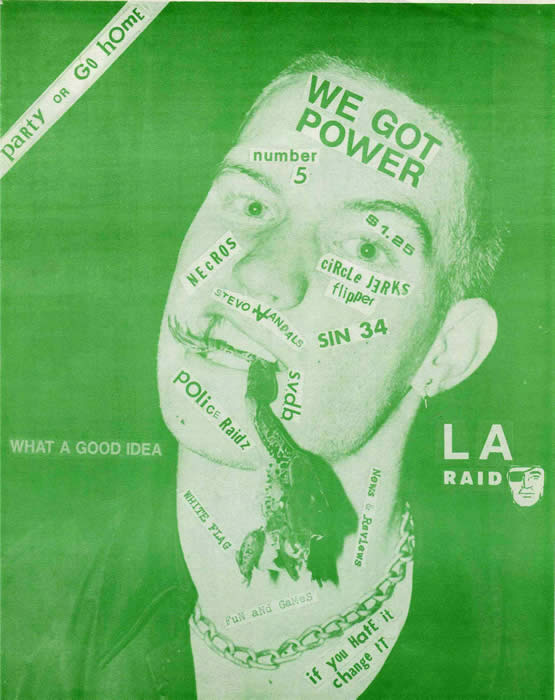 party or Go hOmE
WE GOT
POWER
number
5
$1.25
NECROS
CiRCLe JERKS
flipper
STEVO VANDALS
SIN 34
svdb
POLiCE Raidz
WHAT A GOOD IDEA
LA
RAID
WHITE FLAG
News & Reviews
FuN aNd GaMeS
if you HatE it
change IT